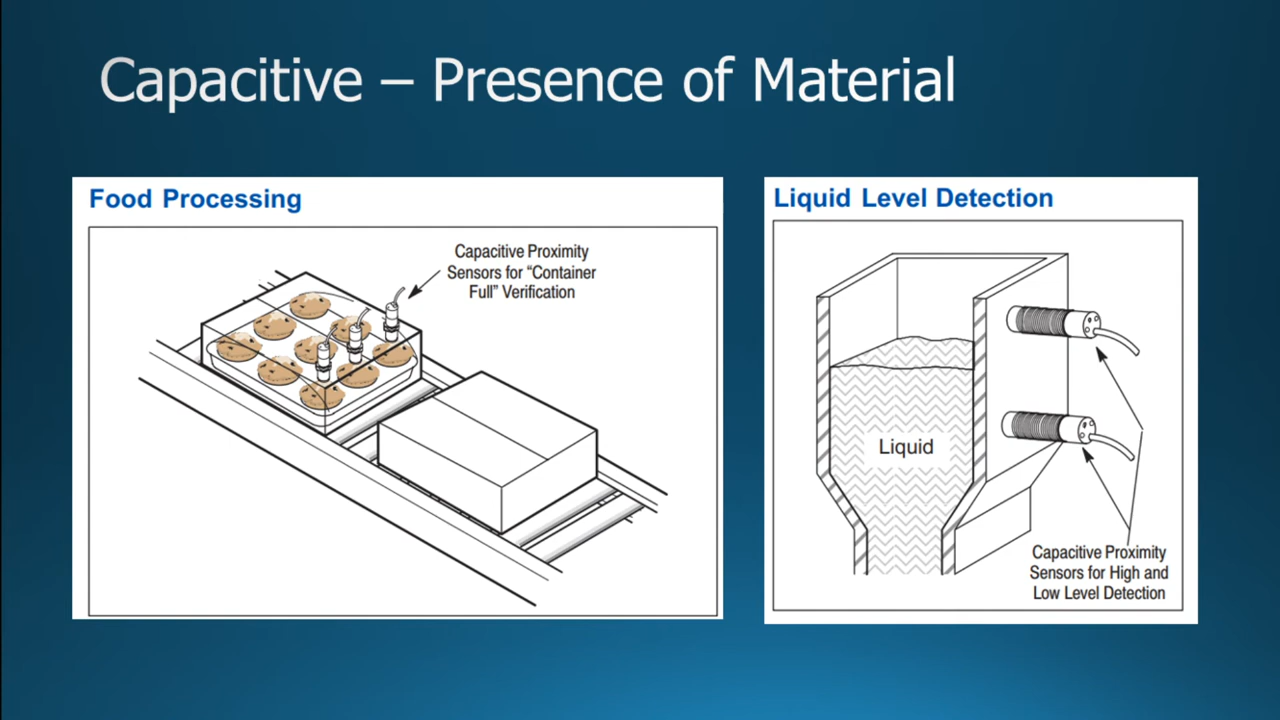 Capacitive – Presence of Material
Food Processing
Capacitive Proximity
Sensors for “Container
Full” Verification
Liquid Level Detection
Liquid
Capacitive Proximity
Sensors for High and
Low Level Detection